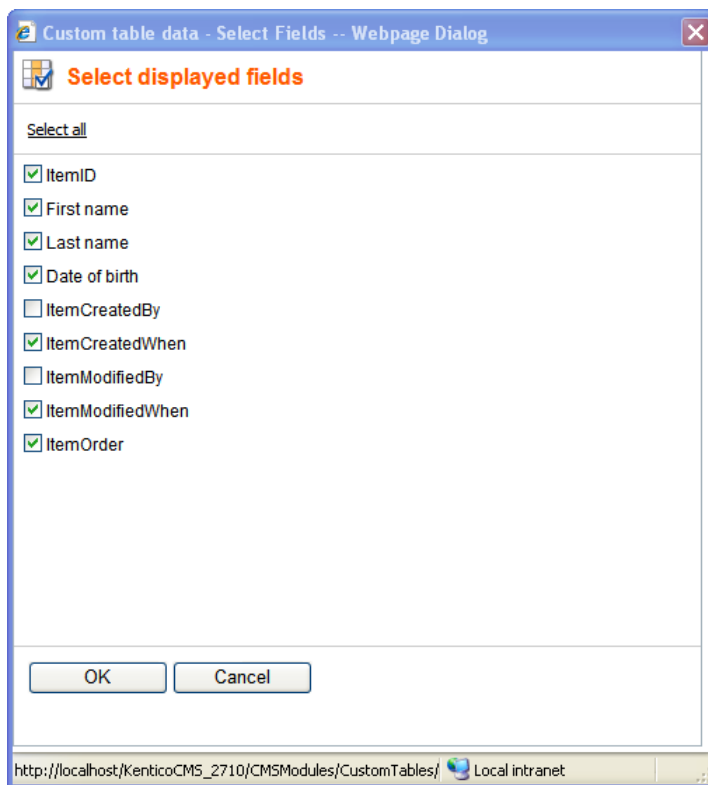 Custom table data - Select Fields -- Webpage Dialog
Select displayed fields
Select all
ItemID
First name
Last name
Date of birth
ItemCreatedBy
ItemCreatedWhen
ItemModifiedBy
ItemModifiedWhen
ItemOrder
OK Cancel
http://localhost/KenticoCMS_2710/CMSModules/CustomTables/ Local intranet